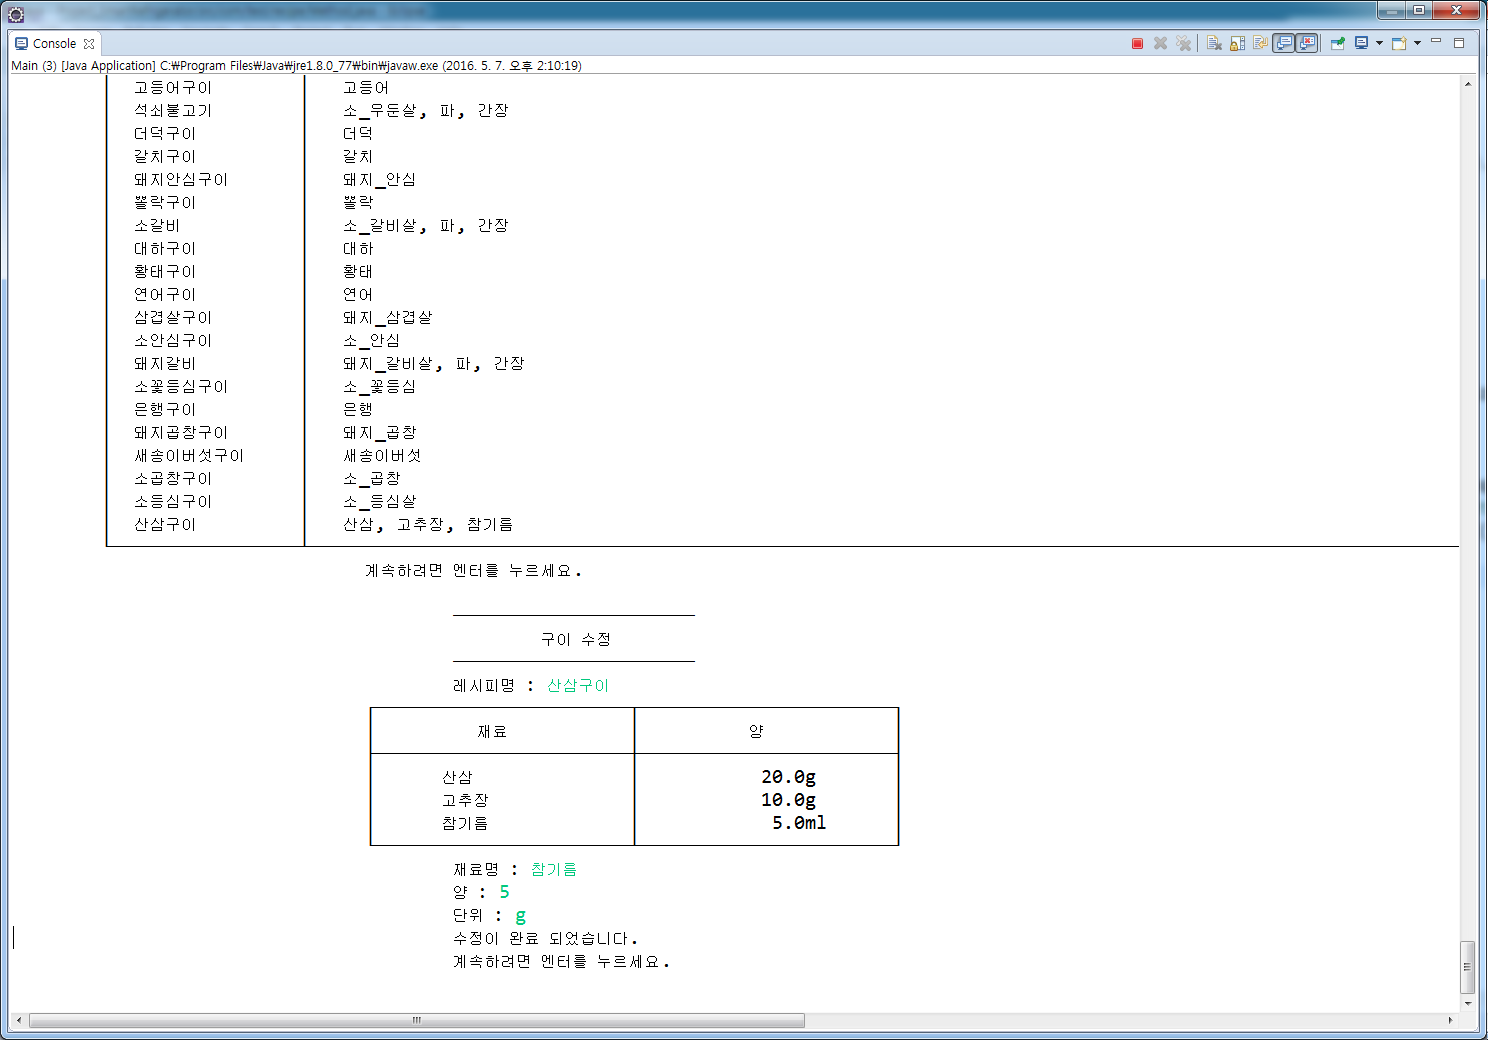 Console
Main (3) [Java Application] C:₩Program Files₩Java₩jre1.8.0_77₩bin₩javaw.exe (2016. 5. 7. 오후 2:10:19)
고등어구이 고등어
석쇠불고기 소_우둔살, 파, 간장
더덕구이 더덕
갈치구이 갈치
돼지안심구이 돼지_안심
뽈락구이 뽈락
소갈비 소_갈비살, 파, 간장
대하구이 대하
황태구이 황태
연어구이 연어
삼겹살구이 돼지_삼겹살
소안심구이 소_안심
돼지갈비 돼지_갈비살, 파, 간장
소꽃등심구이 소_꽃등심
은행구이 은행
돼지곱창구이 돼지_곱창
새송이버섯구이 새송이버섯
소곱창구이 소_곱창
소등심구이 소_등심살
산삼구이 산삼, 고추장, 참기름
계속하려면 엔터를 누르세요.
구이 수정
레시피명 : 산삼구이
재료 양
산삼 20.0g
고추장 10.0g
참기름 5.0ml
재료명 : 참기름
양 : 5
단위 : g
수정이 완료 되었습니다.
계속하려면 엔터를 누르세요.